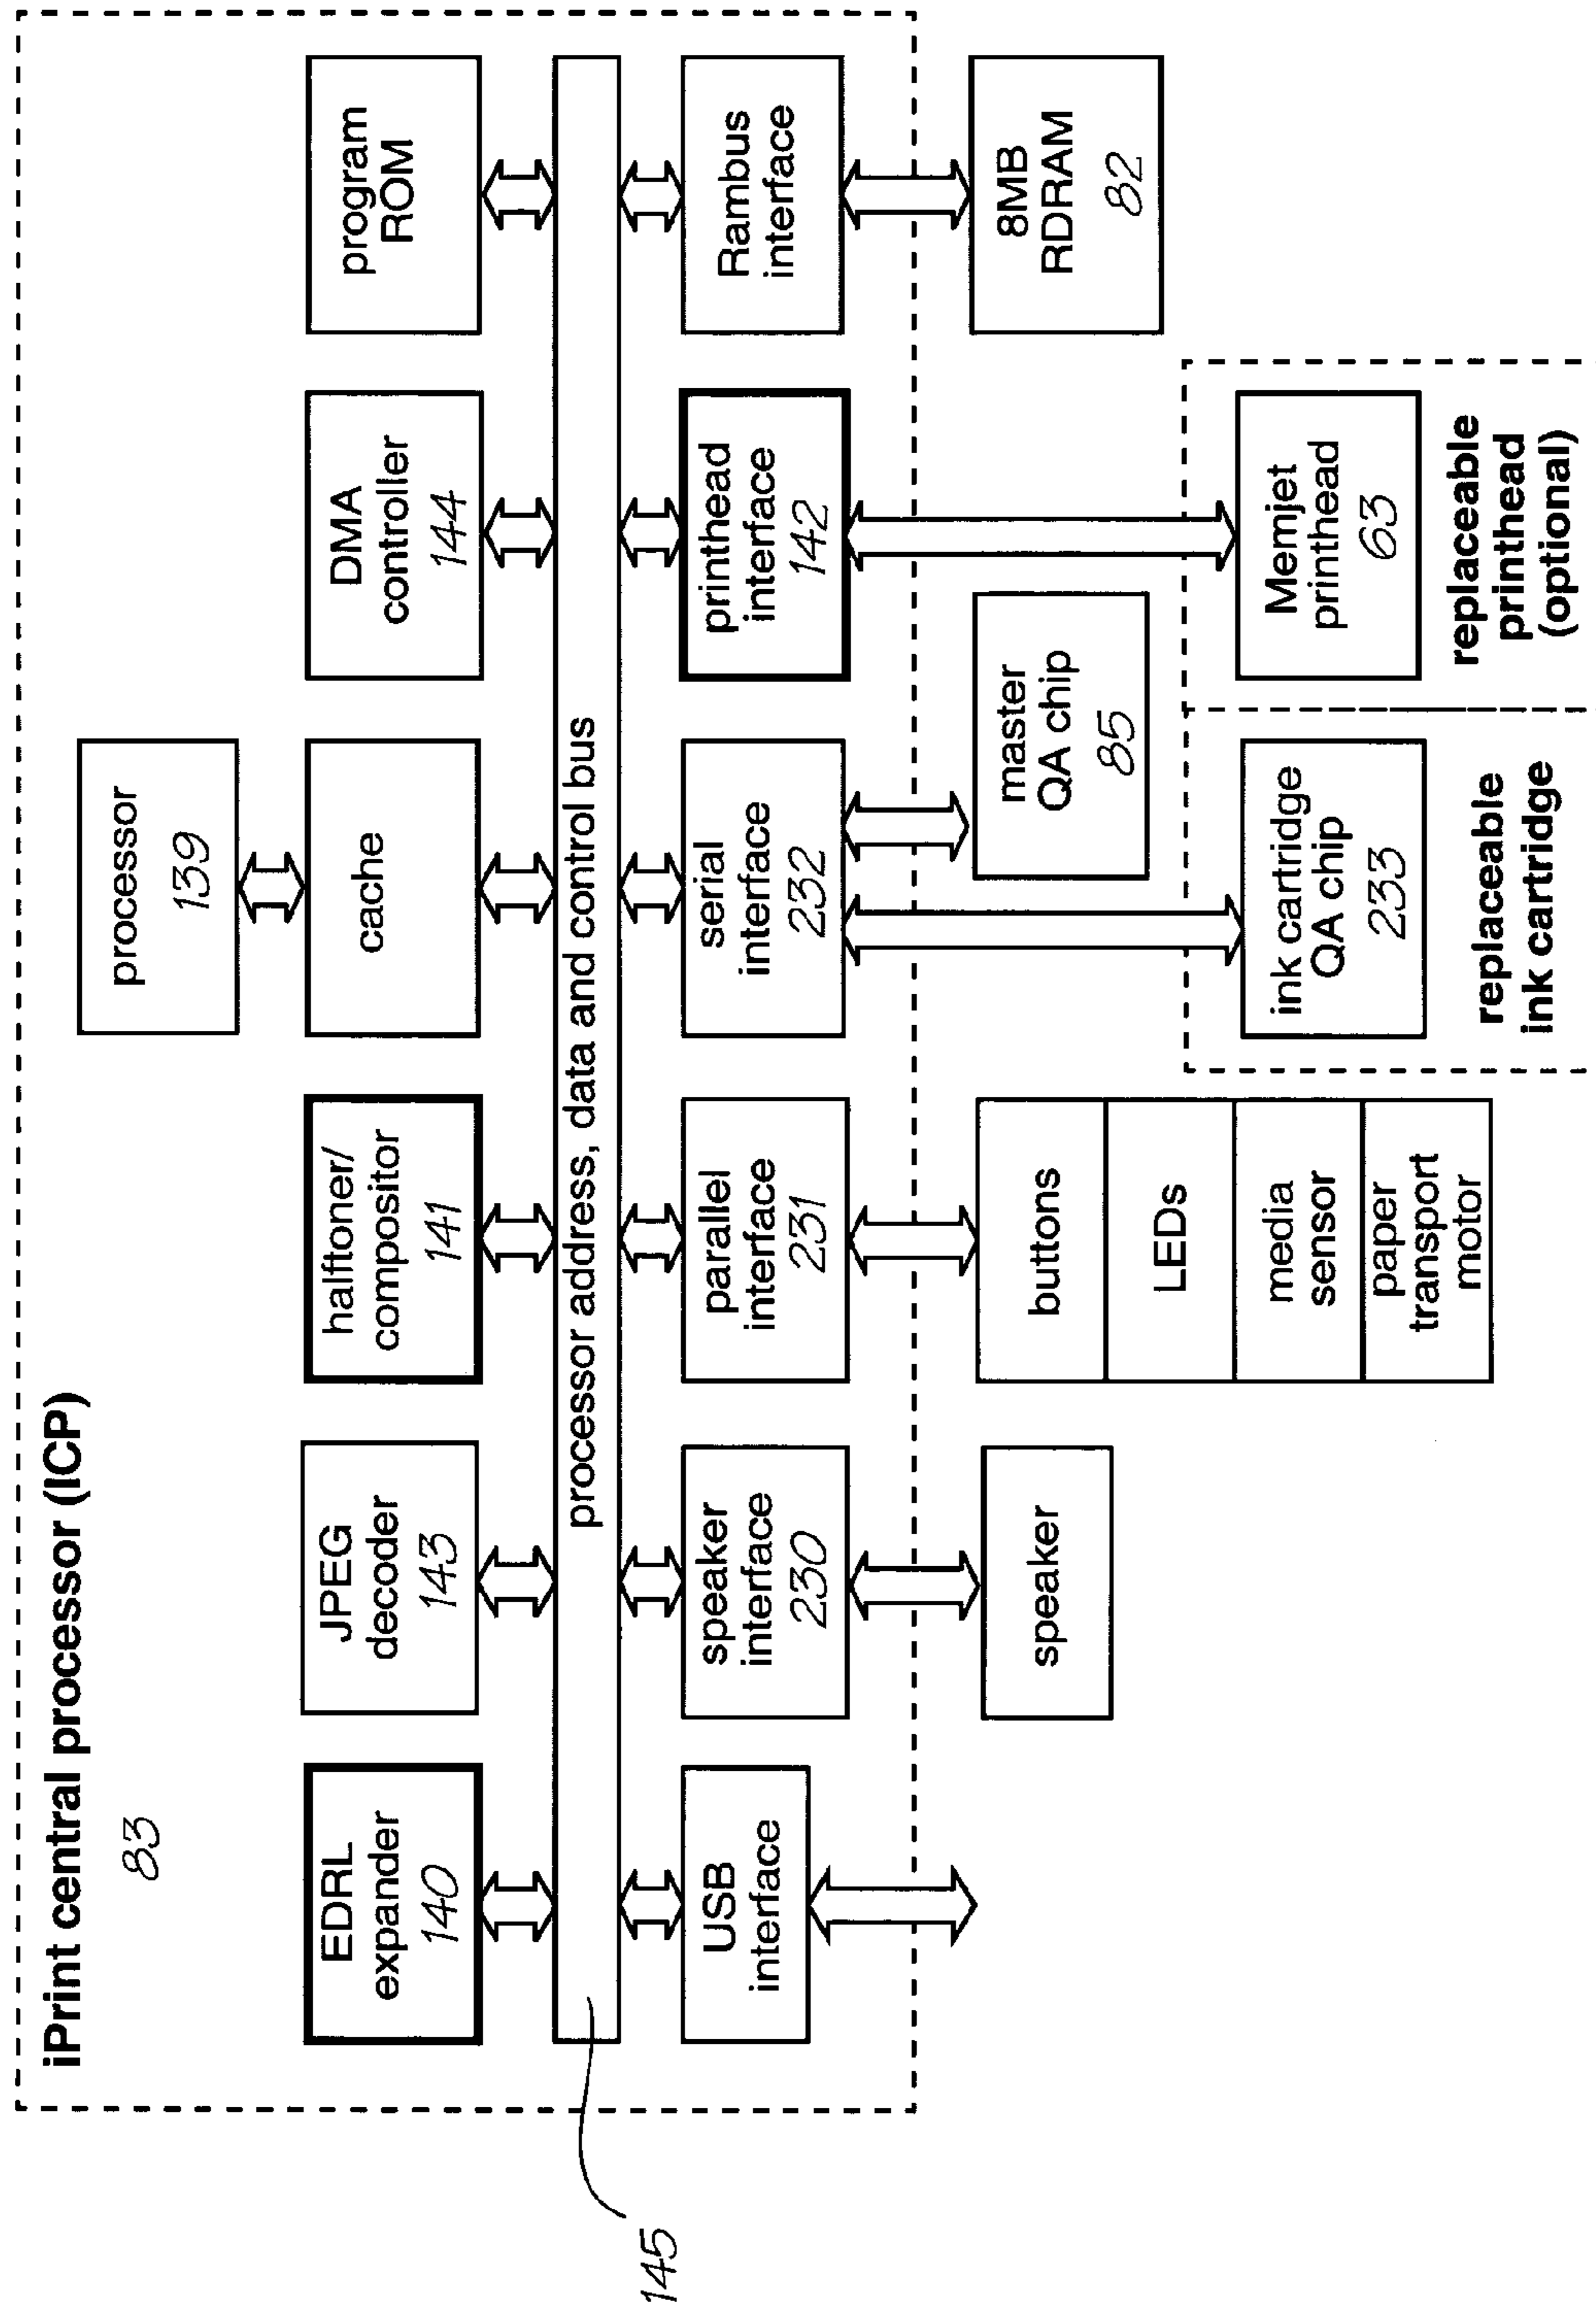 iPrint central processor (ICP)
83
processor
139
EDRL
expander
140
JPEG
decoder
143
halftoner/
compositor
141
cache
DMA
controller
144
program
ROM
processor address, data and control bus
145
USB
interface
speaker
interface
230
parallel
interface
231
serial
interface
232
printhead
interface
142
Rambus
interface
speaker
buttons
LEDs
media
sensor
paper
transport
motor
master
QA chip
85
8MB
RDRAM
82
ink cartridge
QA chip
233
replaceable
ink cartridge
Memjet
printhead
63
replaceable
printhead
(optional)